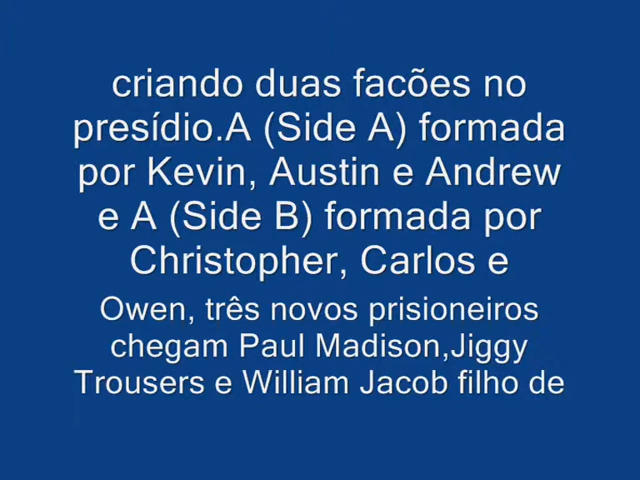 criando duas facões no
presídio.A (Side A) formada
por Kevin, Austin e Andrew
e A (Side B) formada por
Christopher, Carlos e
Owen, três novos prisioneiros
chegam Paul Madison,Jiggy
Trousers e William Jacob filho de